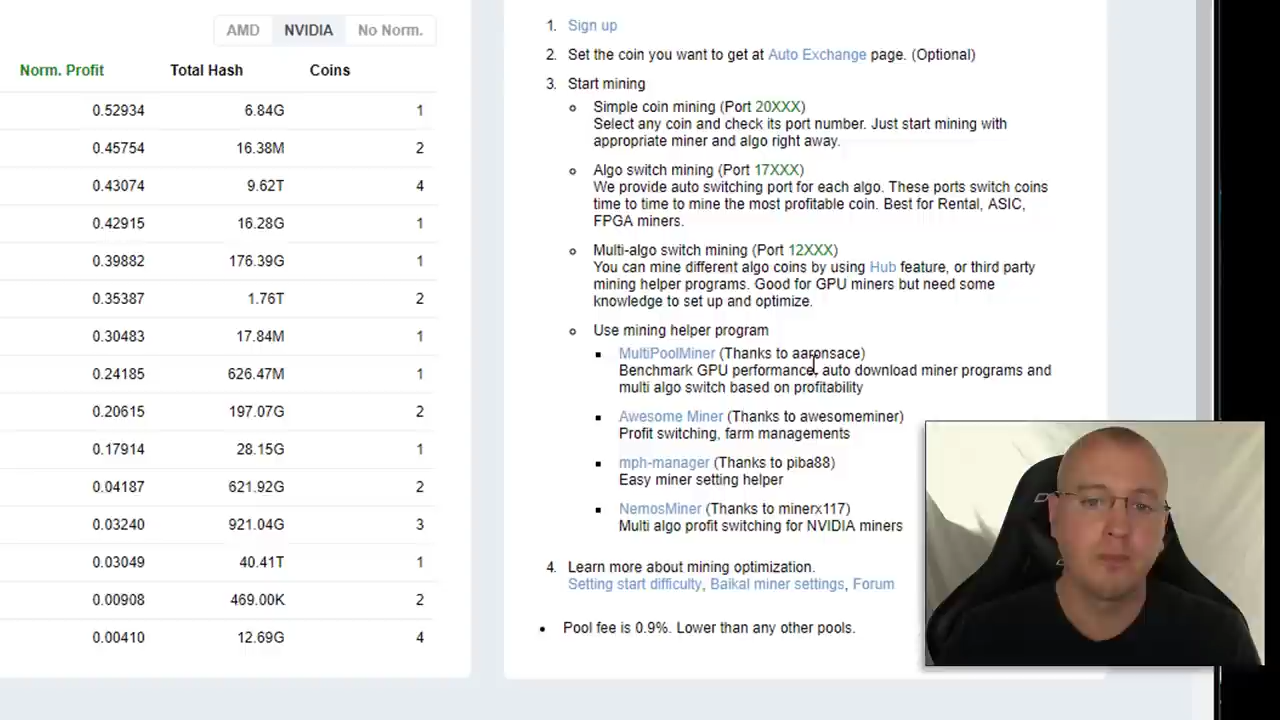 AMD NVIDIA No Norm.
Norm. Profit Total Hash Coins
0.52934 6.84G 1
0.45754 16.38M 2
0.43074 9.62T 4
0.42915 16.28G 1
0.39882 176.39G 1
0.35387 1.76T 2
0.30483 17.84M 1
0.24185 626.47M 1
0.20615 197.07G 2
0.17914 28.15G 1
0.04187 621.92G 2
0.03240 921.04G 3
0.03049 40.41T 1
0.00908 469.00K 2
0.00410 12.69G 4
1. Sign up
2. Set the coin you want to get at Auto Exchange page. (Optional)
3. Start mining
Simple coin mining (Port 20XXX)
Select any coin and check its port number. Just start mining with
appropriate miner and algo right away.
Algo switch mining (Port 17XXX)
We provide auto switching port for each algo. These ports switch coins
time to time to mine the most profitable coin. Best for Rental, ASIC,
FPGA miners.
Multi-algo switch mining (Port 12XXX)
You can mine different algo coins by using Hub feature, or third party
mining helper programs. Good for GPU miners but need some
knowledge to set up and optimize.
Use mining helper program
MultiPoolMiner (Thanks to aaronsace)
Benchmark GPU performance, auto download miner programs and
multi algo switch based on profitability
Awesome Miner (Thanks to awesomeminer)
Profit switching, farm managements
mph-manager (Thanks to piba88)
Easy miner setting helper
NemosMiner (Thanks to minerx117)
Multi algo profit switching for NVIDIA miners
4. Learn more about mining optimization.
Setting start difficulty, Baikal miner settings, Forum
Pool fee is 0.9%. Lower than any other pools.